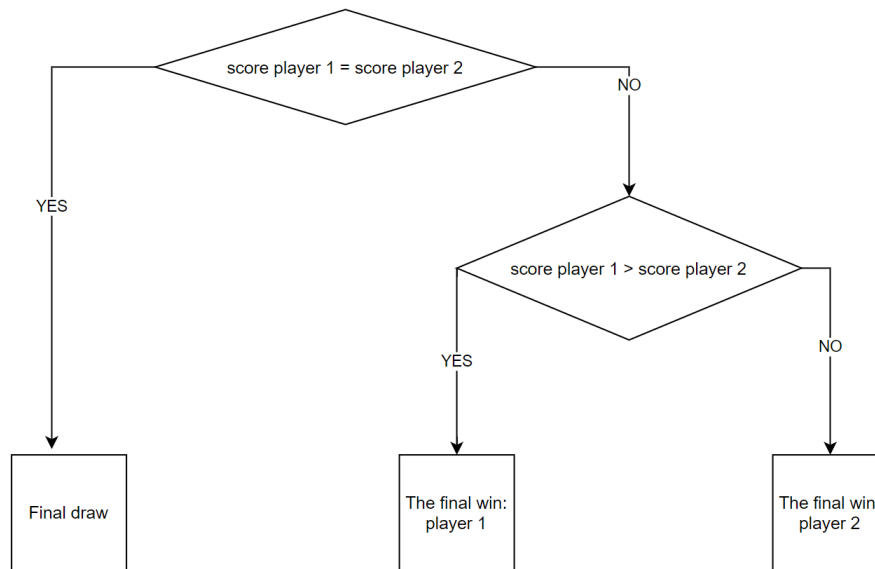 score player 1 = score player 2
NO
YES
score player 1 > score player 2
YES
NO
Final draw
The final win:
player 1
The final win
player 2